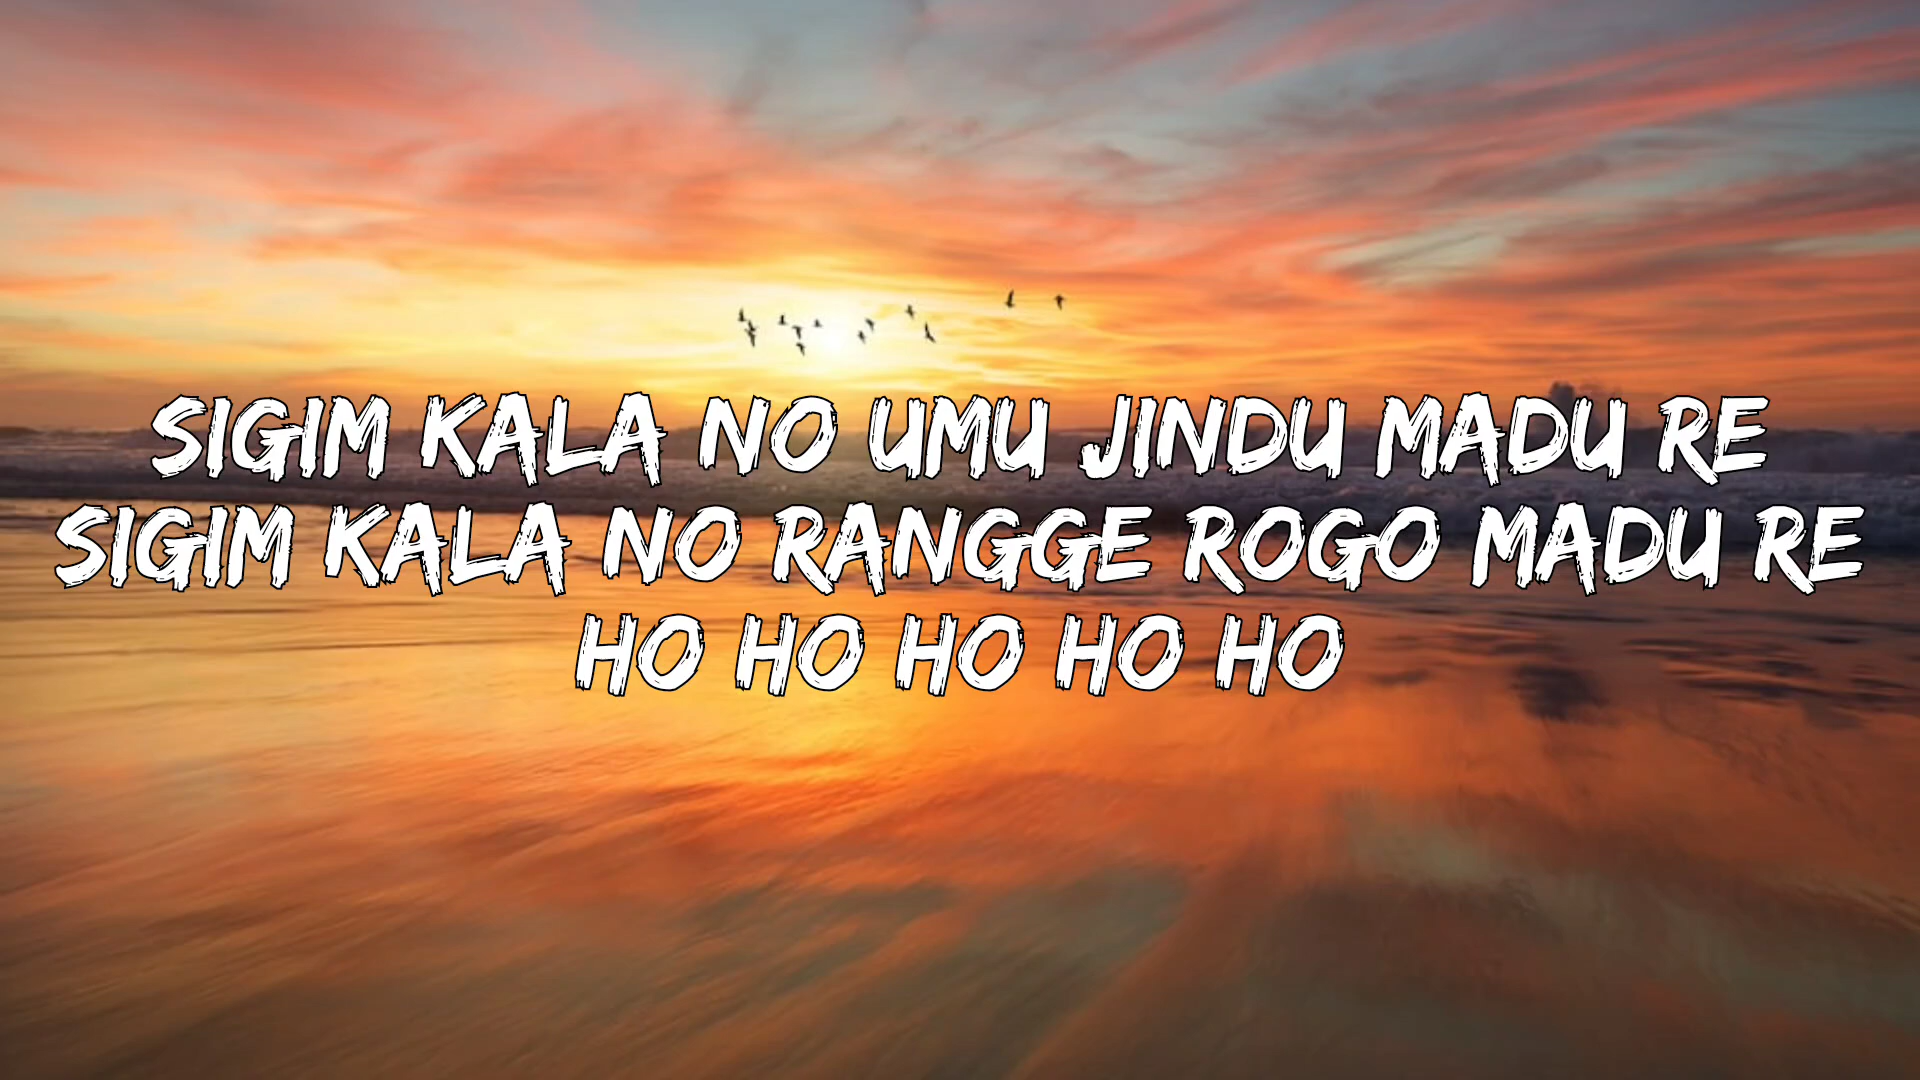 SIGIM KALA NO UMU JINDU MADU RE
SIGIM KALA NO RANGGE ROGO MADU RE
HO HO HO HO HO